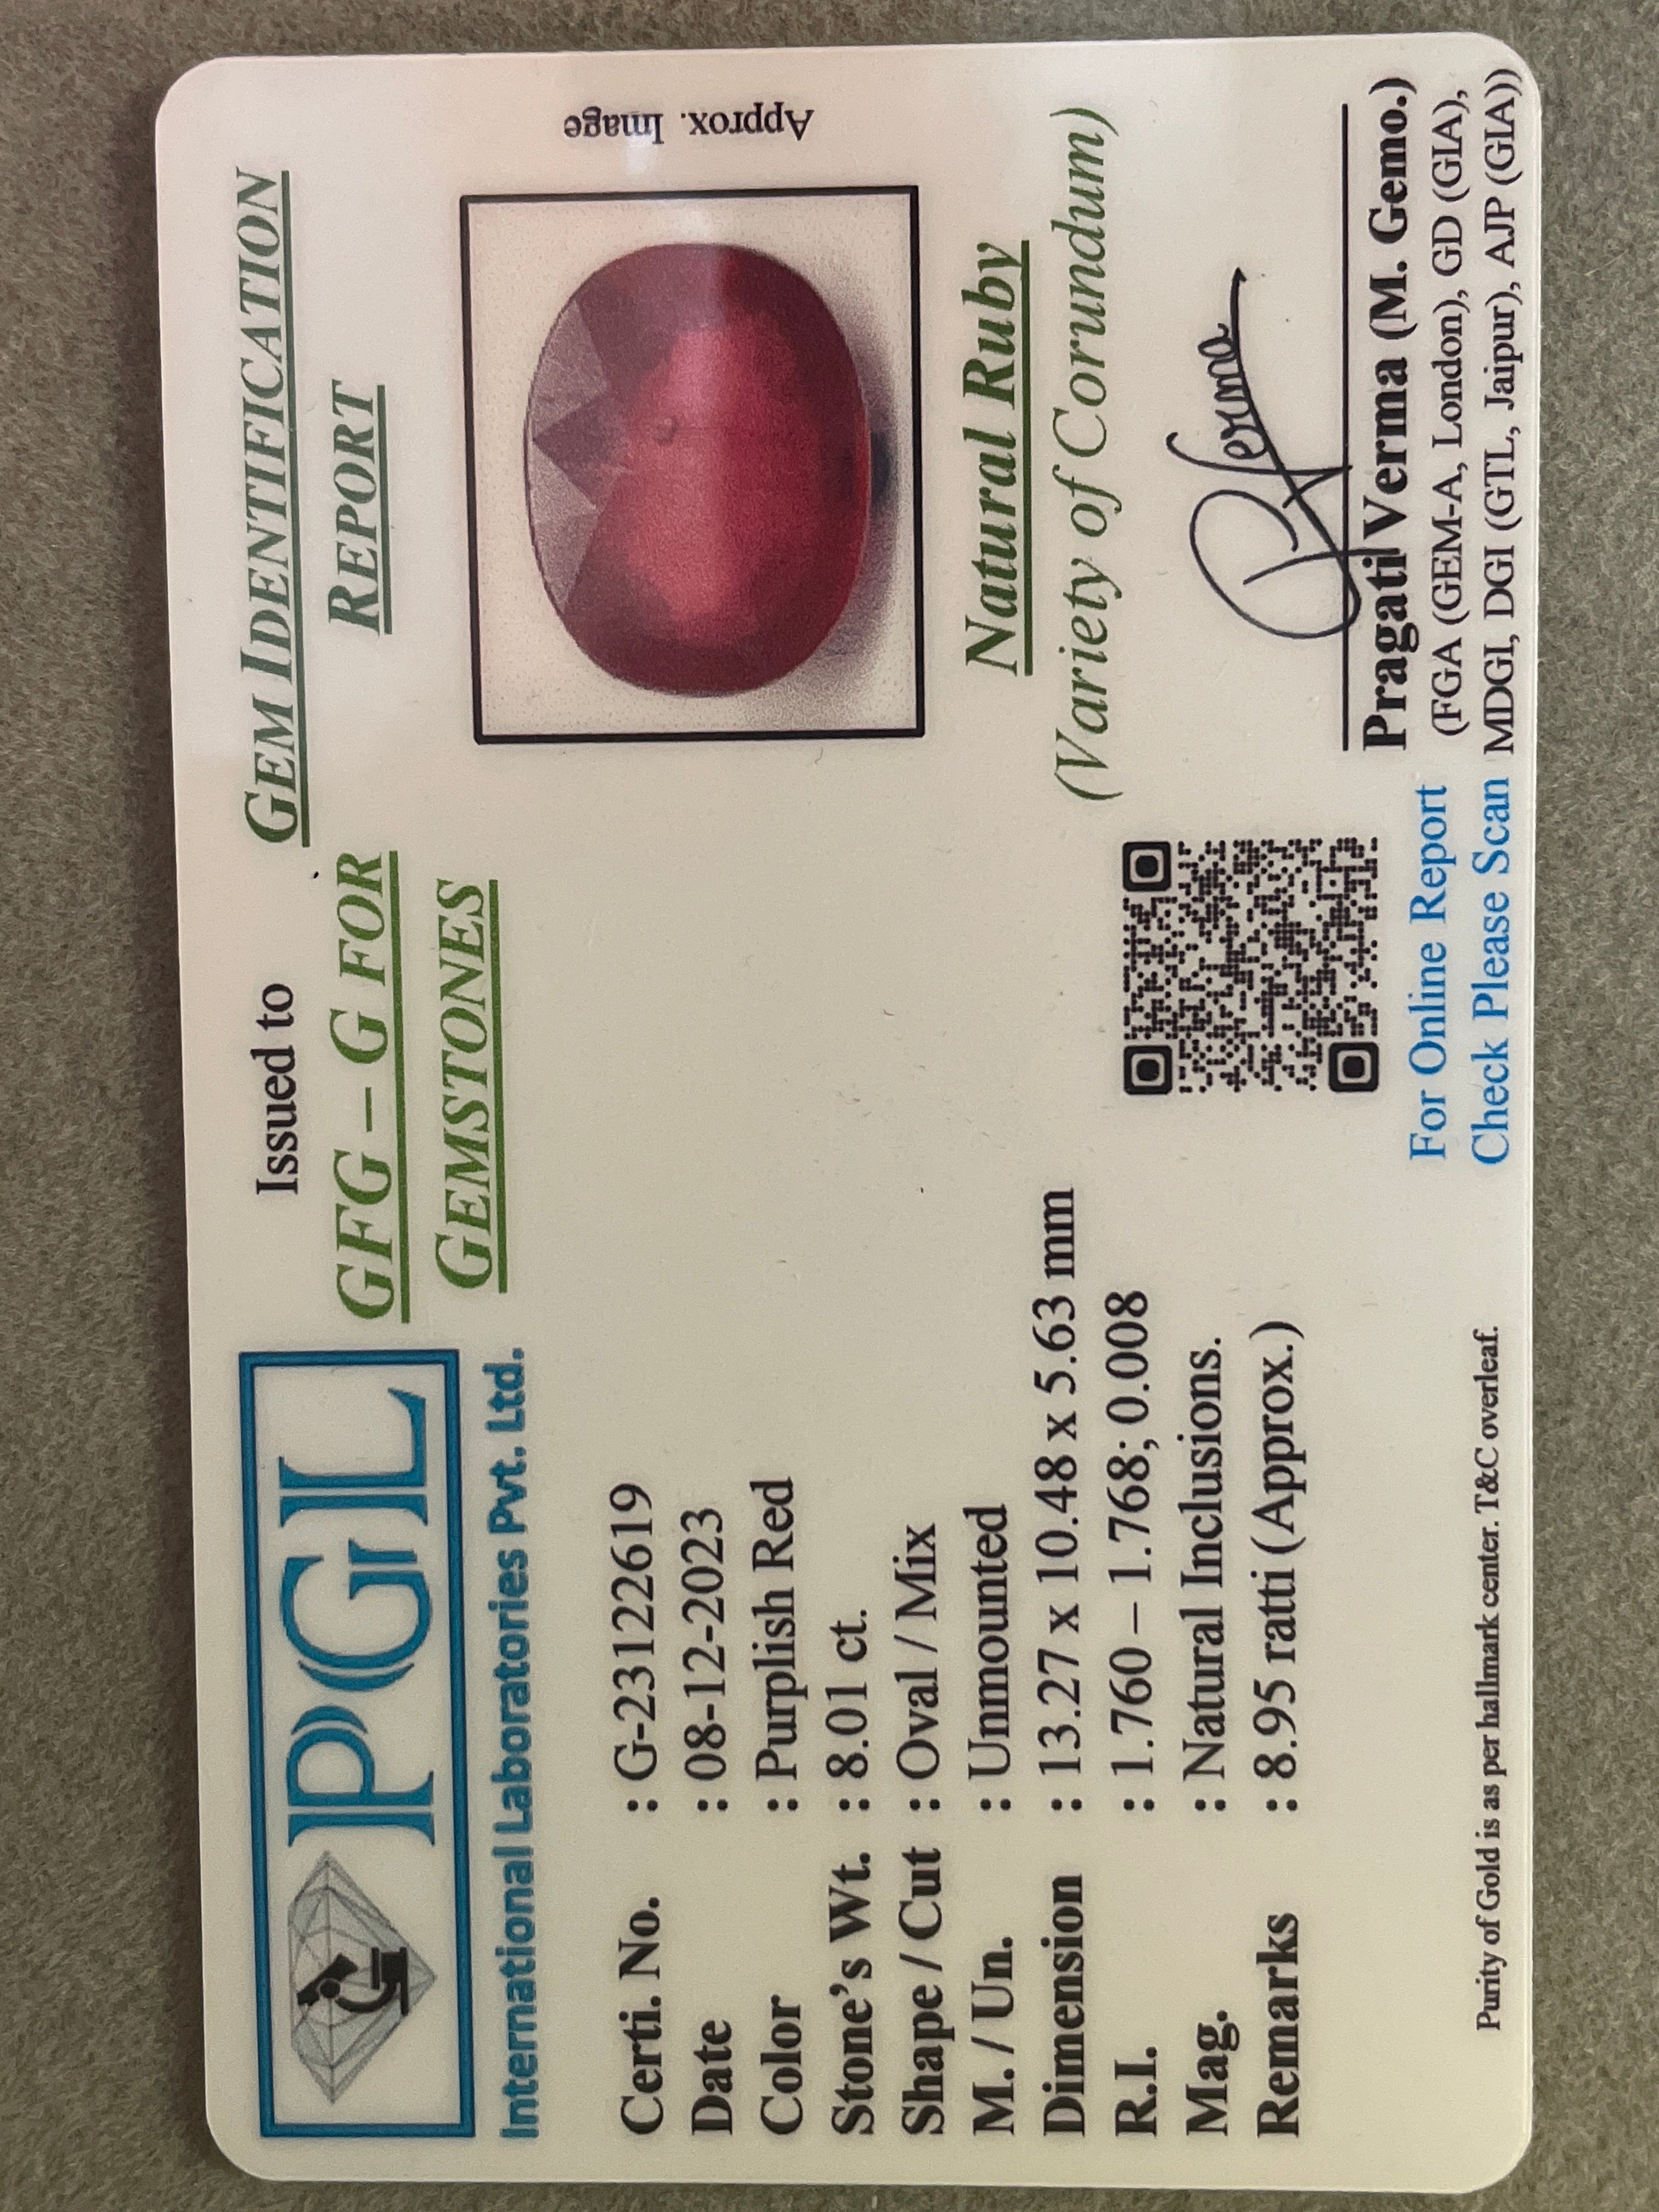 PGIL
International Laboratories Pvt. Ltd.
Issued to
GFG – G FOR
GEMSTONES
GEM IDENTIFICATION
REPORT
Certi. No. : G-23122619
Date : 08-12-2023
Color : Purplish Red
Stone's Wt. : 8.01 ct.
Shape / Cut : Oval / Mix
M. / Un. : Unmounted
Dimension : 13.27 x 10.48 x 5.63 mm
R.I. : 1.760 – 1.768; 0.008
Mag. : Natural Inclusions.
Remarks : 8.95 ratti (Approx.)
Purity of Gold is as per hallmark center. T&C overleaf.
For Online Report
Check Please Scan
Approx. Image
Natural Ruby
(Variety of Corundum)
PVerma
Pragati Verma (M. Gemo.)
(FGA (GEM-A, London), GD (GIA),
MDGI, DGI (GTL, Jaipur), AJP (GIA))